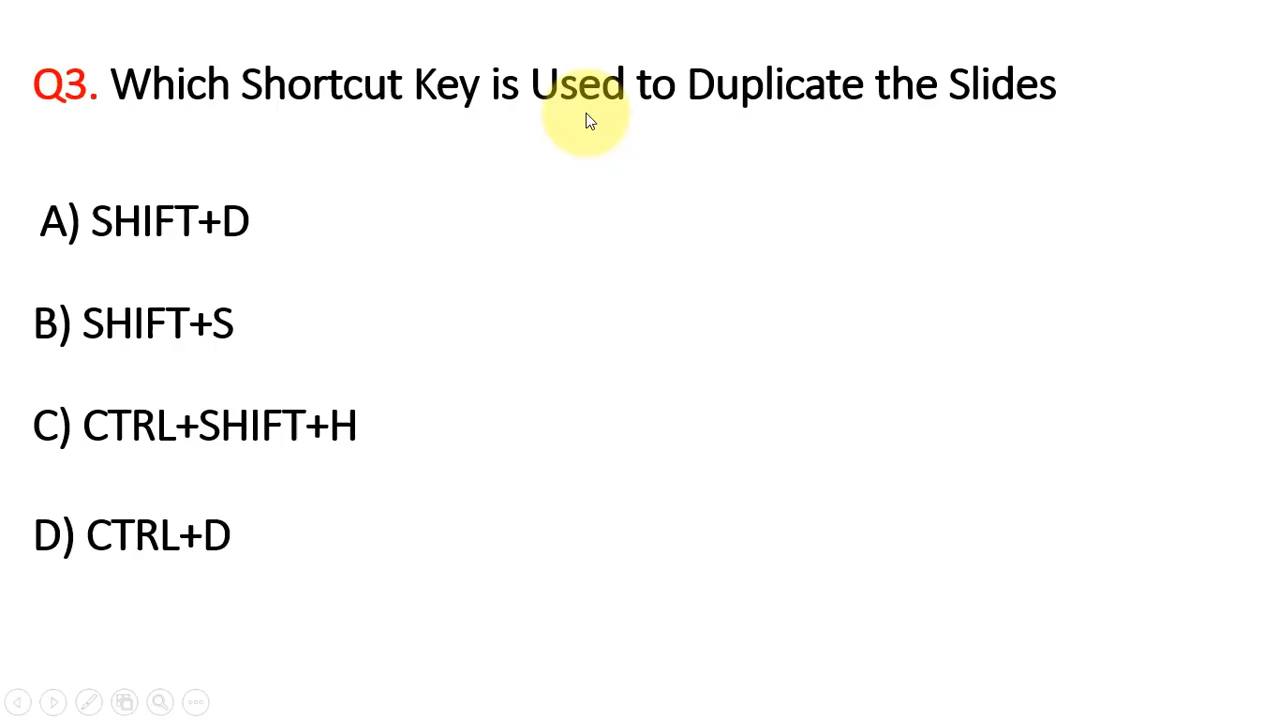 Q3. Which Shortcut Key is Used to Duplicate the Slides
A) SHIFT+D
B) SHIFT+S
C) CTRL+SHIFT+H
D) CTRL+D